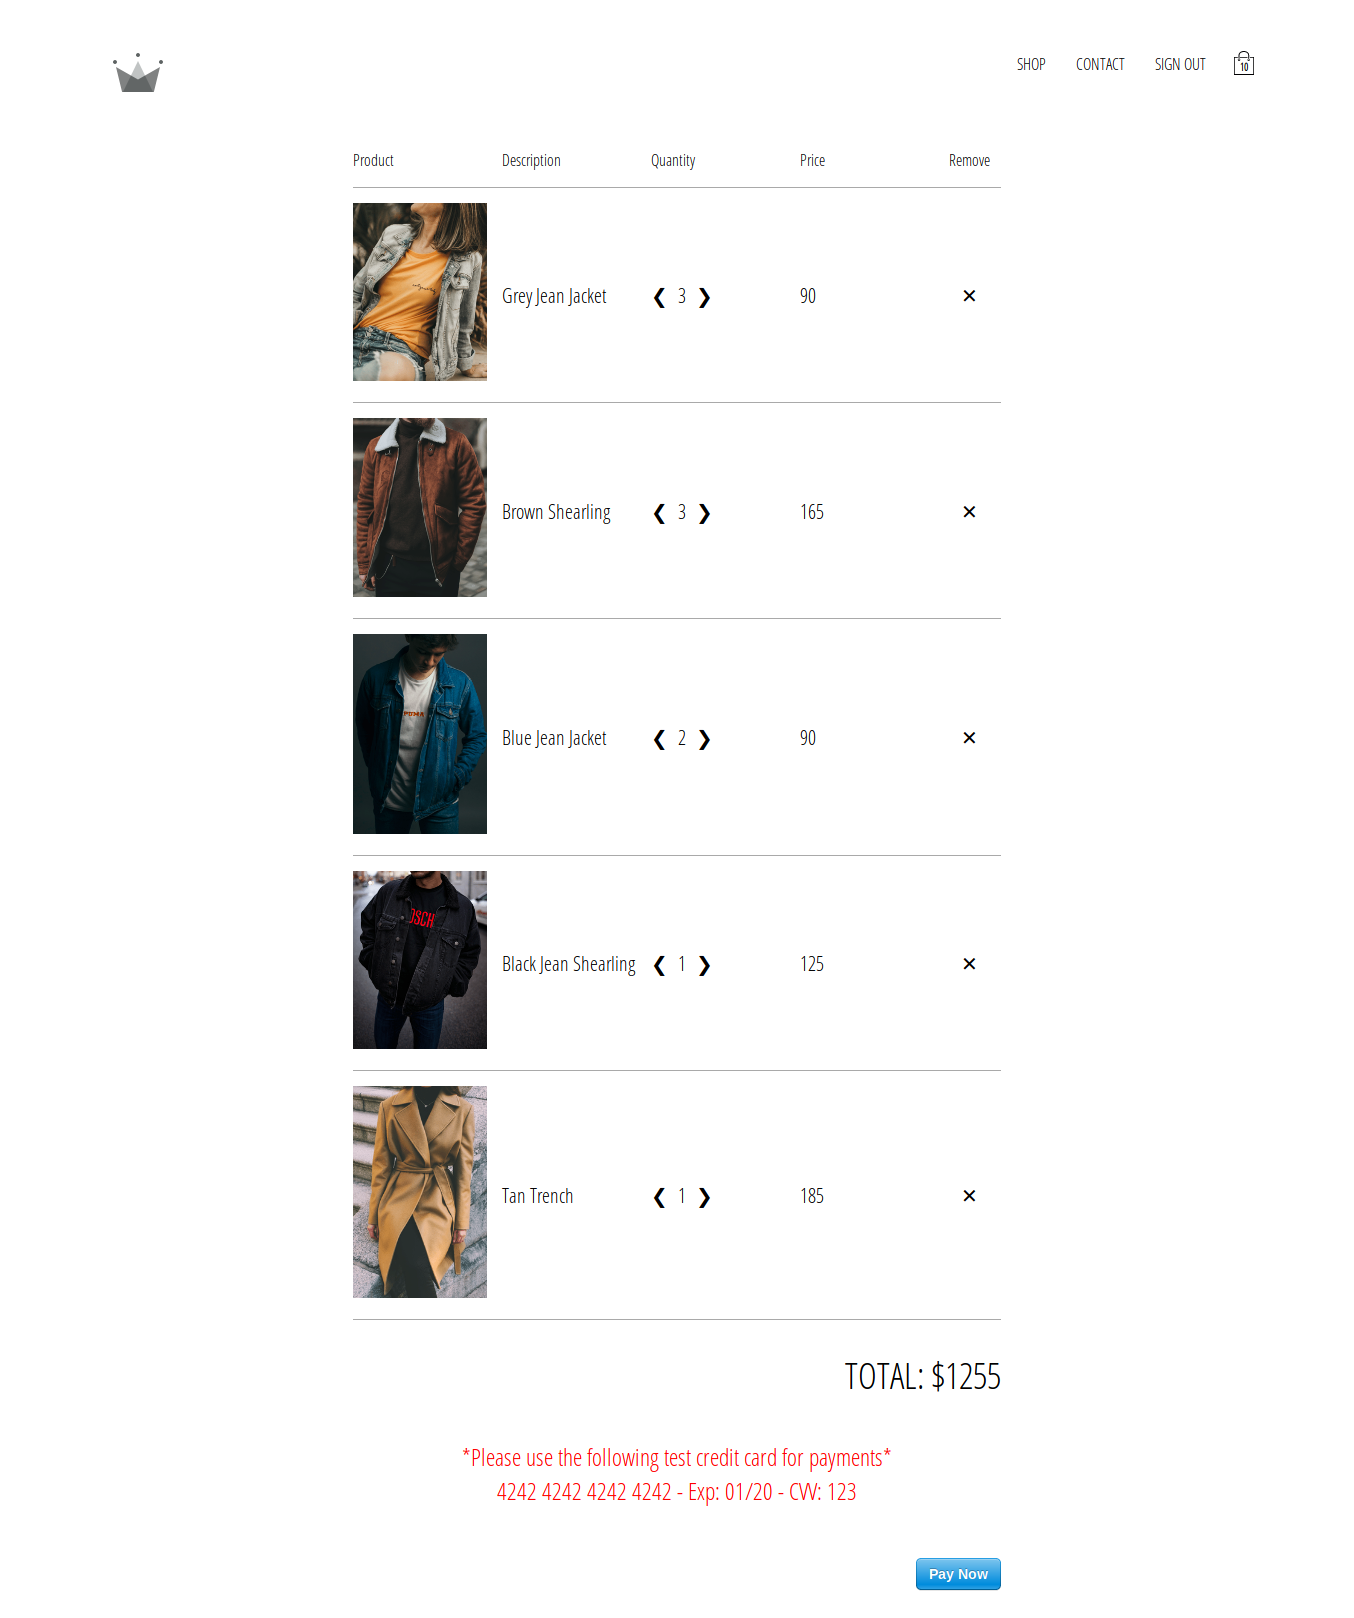 SHOP CONTACT SIGN OUT 10
Product Description Quantity Price Remove
Grey Jean Jacket ❮ 3 ❯ 90 ✕
Brown Shearling ❮ 3 ❯ 165 ✕
PUMA
Blue Jean Jacket ❮ 2 ❯ 90 ✕
OSCH
Black Jean Shearling ❮ 1 ❯ 125 ✕
Tan Trench ❮ 1 ❯ 185 ✕
TOTAL: $1255
*Please use the following test credit card for payments*
4242 4242 4242 4242 - Exp: 01/20 - CVV: 123
Pay Now